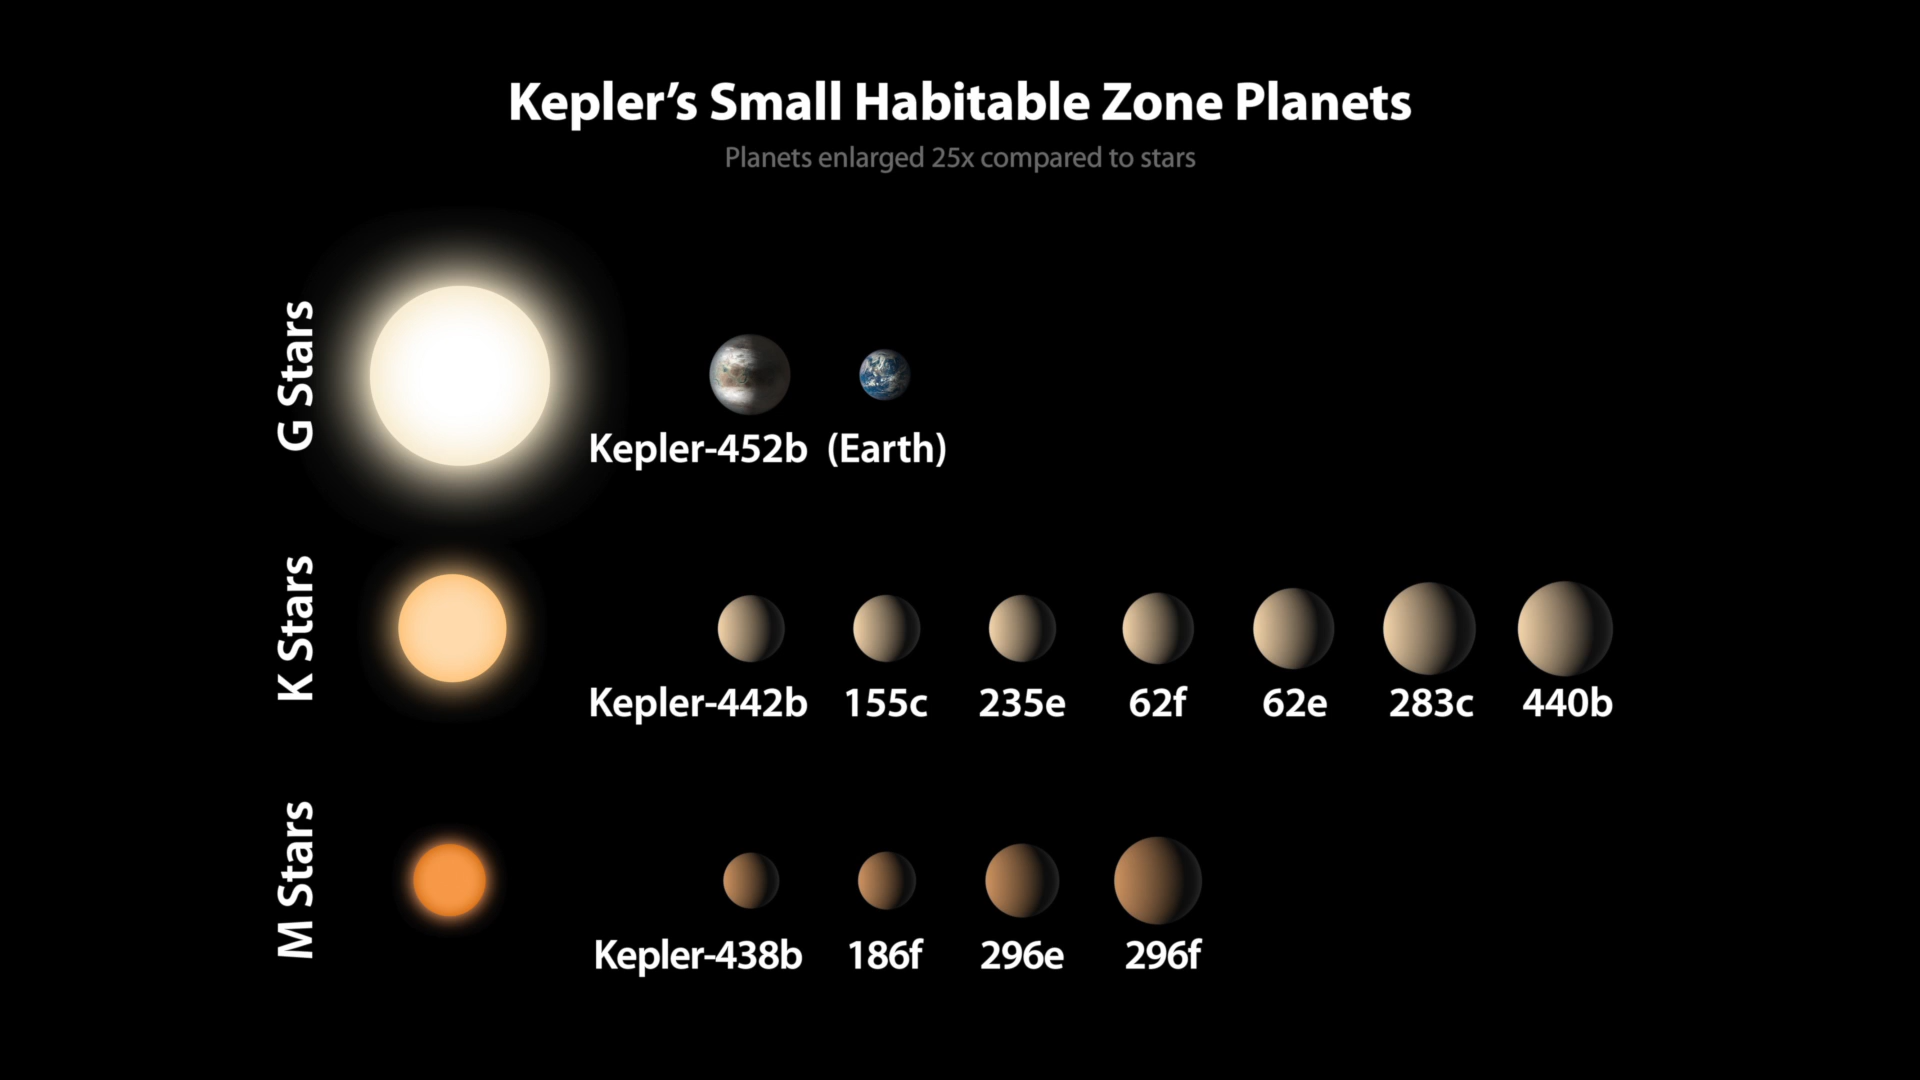 Kepler’s Small Habitable Zone Planets
Planets enlarged 25x compared to stars
G Stars
Kepler-452b (Earth)
K Stars
Kepler-442b 155c 235e 62f 62e 283c 440b
M Stars
Kepler-438b 186f 296e 296f